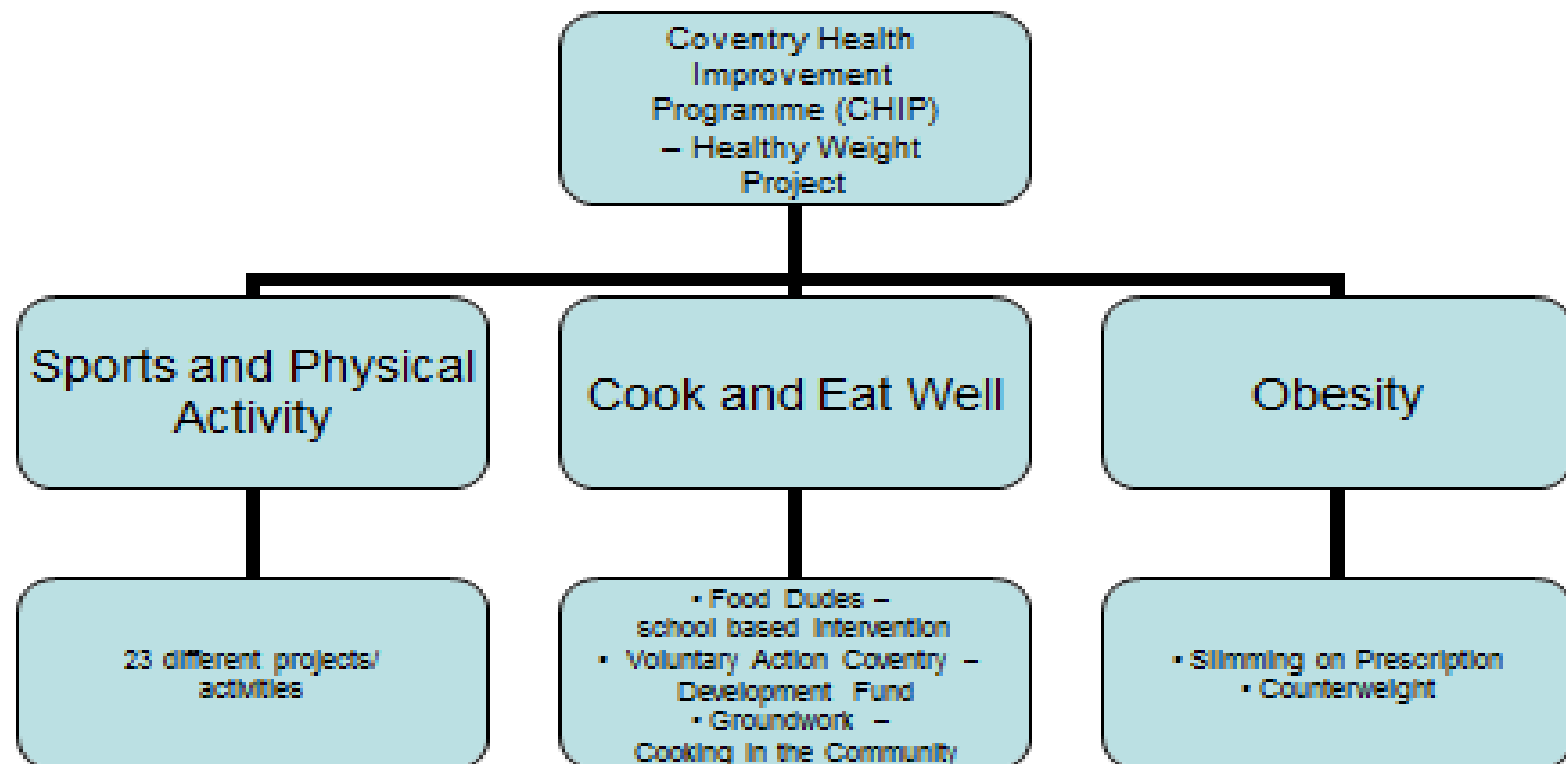 Coventry Health
Improvement
Programme (CHIP)
– Healthy Weight
Project
Sports and Physical
Activity
Cook and Eat Well
Obesity
23 different projects/
activities
• Food Dudes –
school based intervention
• Voluntary Action Coventry –
Development Fund
• Groundwork –
Cooking in the Community
• Slimming on Prescription
• Counterweight